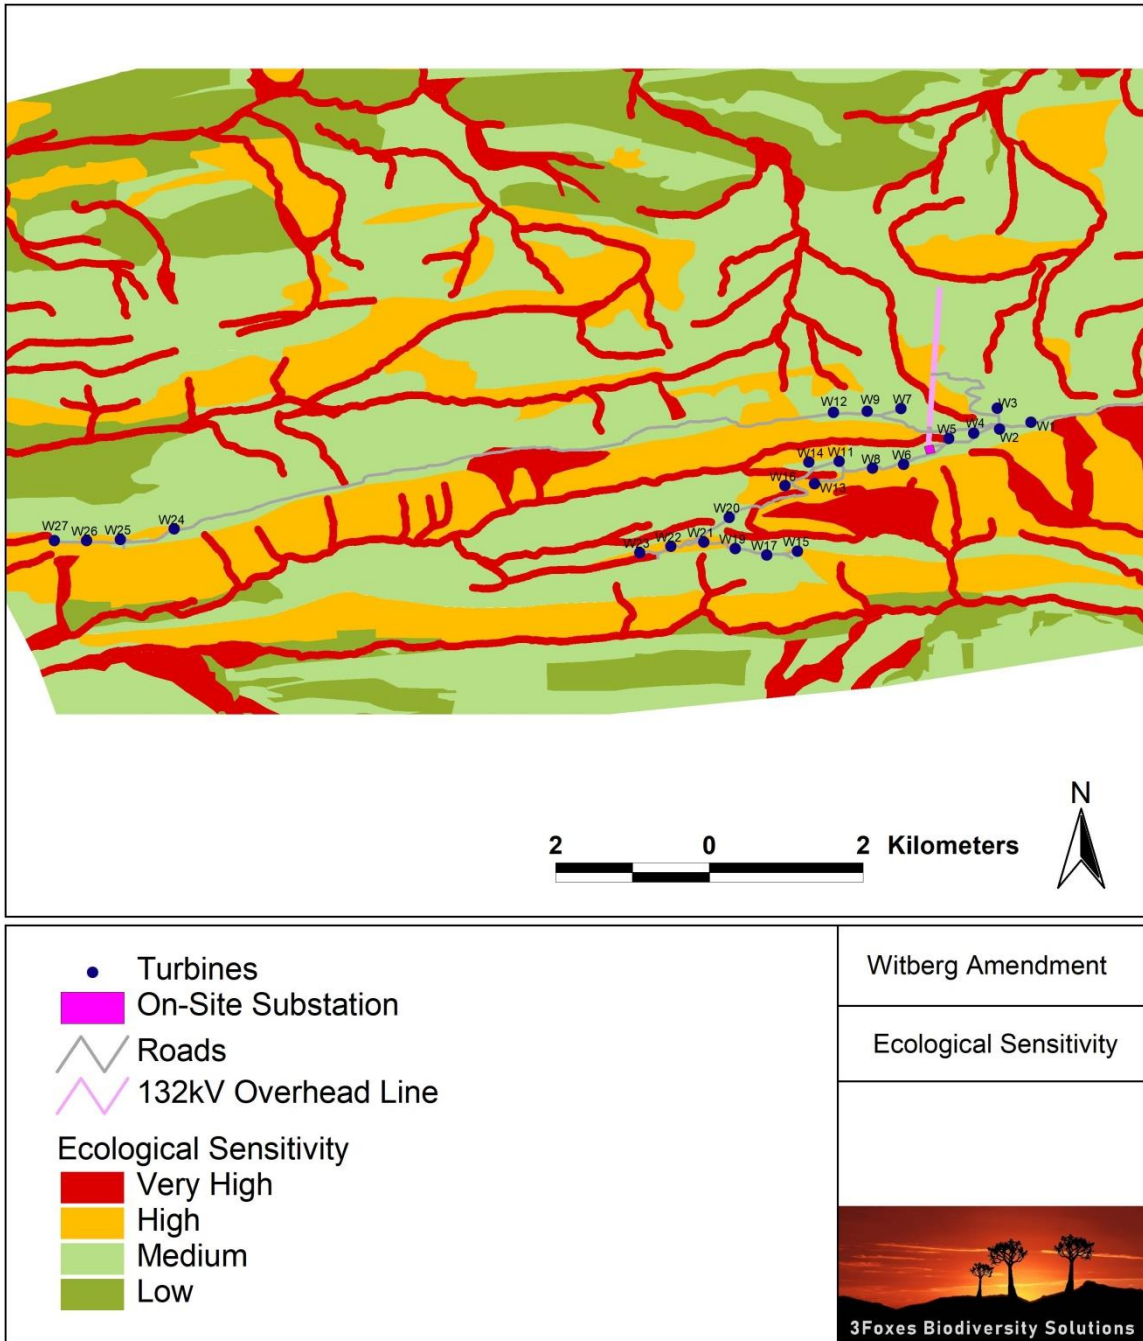 W12
W9
W7
W3
W1
W5
W4
W2
W14
W11
W8
W6
W16
W13
W20
W27
W26
W25
W24
W23
W22
W21
W19
W17
W15
N
2 0 2 Kilometers
Turbines
On-Site Substation
Roads
132kV Overhead Line
Ecological Sensitivity
Very High
High
Medium
Low
Witberg Amendment
Ecological Sensitivity
3Foxes Biodiversity Solutions